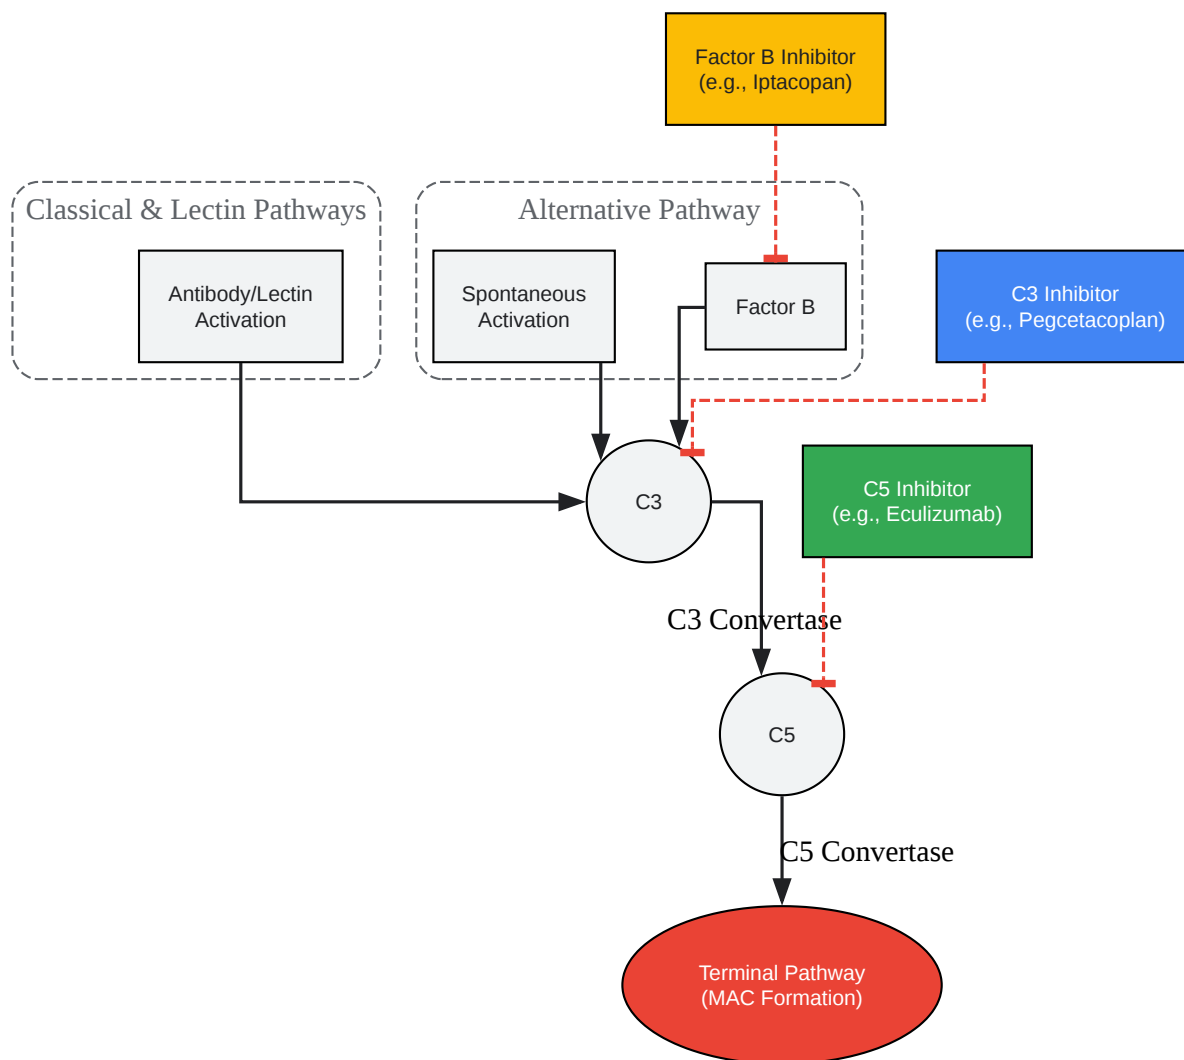 Factor B Inhibitor
(e.g., Iptacopan)
Classical & Lectin Pathways
Alternative Pathway
Antibody/Lectin
Activation
Spontaneous
Activation
Factor B
C3 Inhibitor
(e.g., Pegcetacoplan)
C3
C5 Inhibitor
(e.g., Eculizumab)
C3 Convertase
C5
C5 Convertase
Terminal Pathway
(MAC Formation)